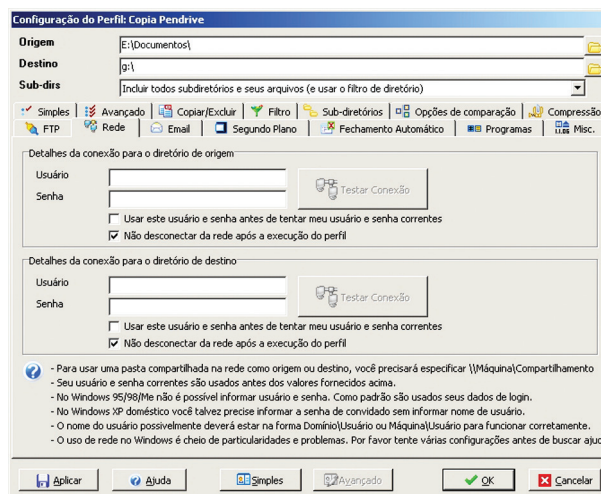 Configuração do Perfil: Copia Pendrive
Origem E:\Documentos\
Destino g:\
Sub-dirs Incluir todos subdiretórios e seus arquivos (e usar o filtro de diretório)
Simples Avançado Copiar/Excluir Filtro Sub-diretórios Opções de comparação Compressão
FTP Rede Email Segundo Plano Fechamento Automático Programas Misc.
Detalhes da conexão para o diretório de origem
Usuário
Senha
Testar Conexão
Usar este usuário e senha antes de tentar meu usuário e senha correntes
Não desconectar da rede após a execução do perfil
Detalhes da conexão para o diretório de destino
Usuário
Senha
Testar Conexão
Usar este usuário e senha antes de tentar meu usuário e senha correntes
Não desconectar da rede após a execução do perfil
- Para usar uma pasta compartilhada na rede como origem ou destino, você precisará especificar \\Máquina\Compartilhamento
- Seu usuário e senha correntes são usados antes dos valores fornecidos acima.
- No Windows 95/98/Me não é possível informar usuário e senha. Como padrão são usados seus dados de login.
- No Windows XP doméstico você talvez precise informar a senha de convidado sem informar nome de usuário.
- O nome do usuário possivelmente deverá estar na forma Domínio\Usuário ou Máquina\Usuário para funcionar corretamente.
- O uso de rede no Windows é cheio de particularidades e problemas. Por favor tente várias configurações antes de buscar ajuc
Aplicar Ajuda Simples Avançado OK Cancelar